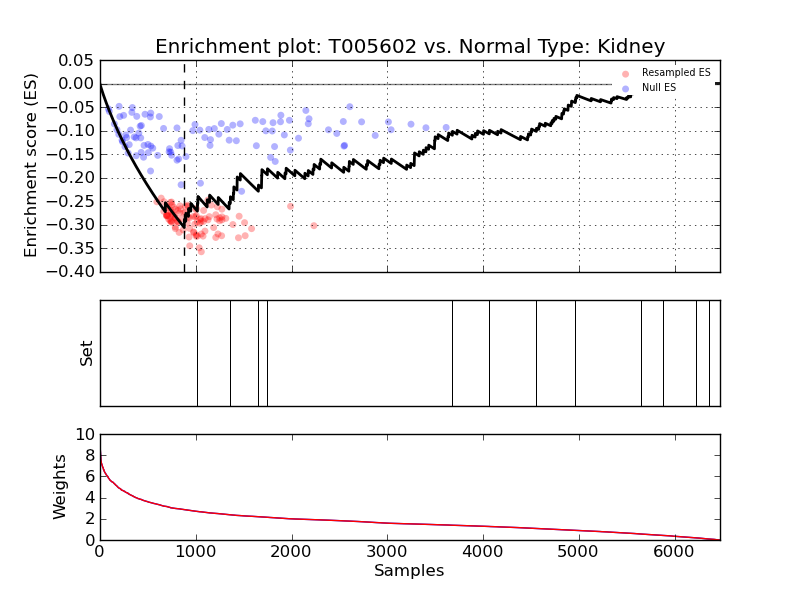 Enrichment plot: T005602 vs. Normal Type: Kidney
0.05
0.00
−0.05
−0.10
−0.15
−0.20
−0.25
−0.30
−0.35
−0.40
Enrichment score (ES)
Resampled ES
Null ES
Set
10
8
6
4
2
0
Weights
0 1000 2000 3000 4000 5000 6000
Samples